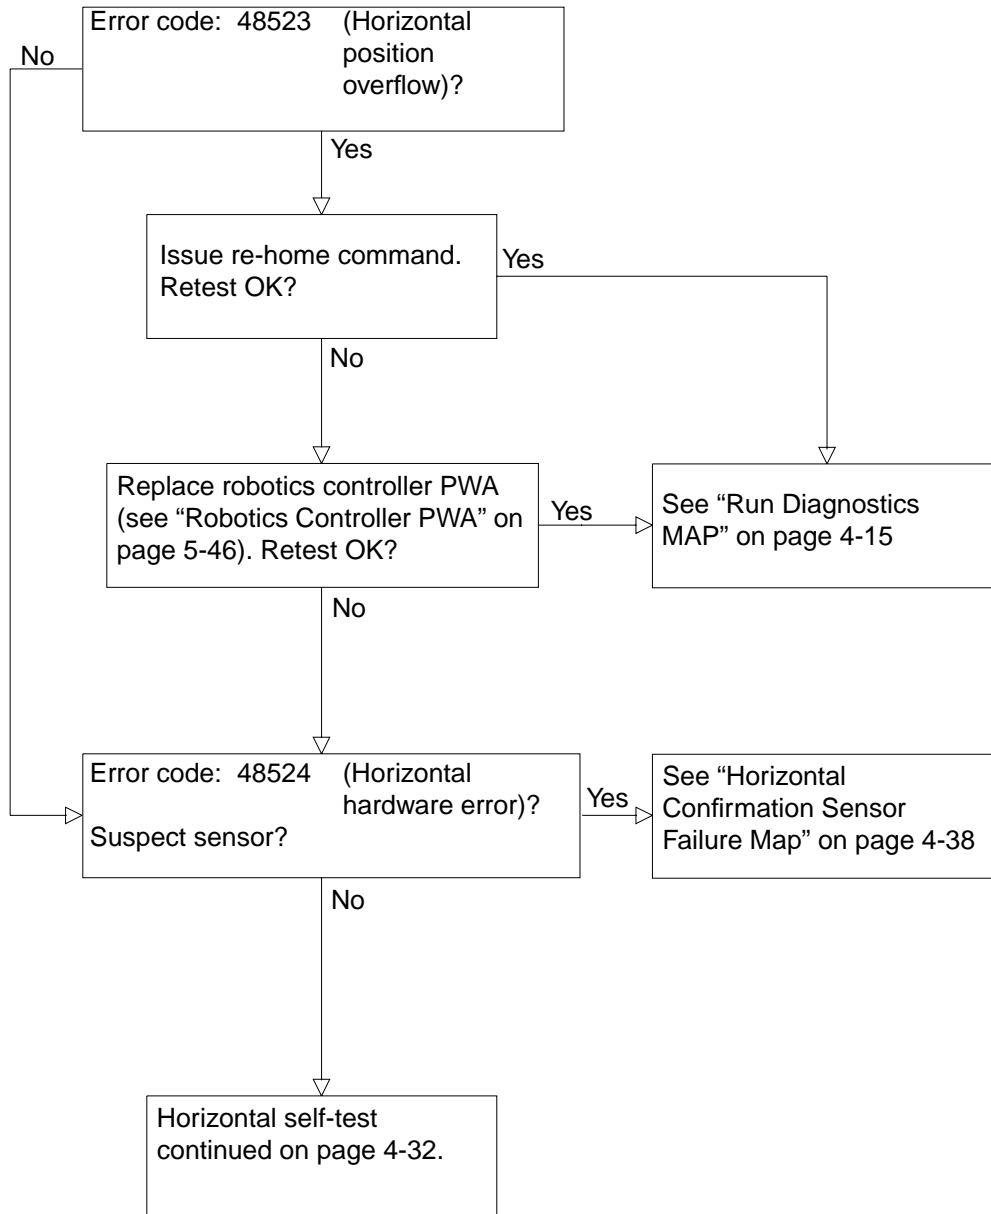 Error code: 48523 (Horizontal
position
overflow)?
No
Yes
Issue re-home command.
Retest OK?
Yes
No
Replace robotics controller PWA
(see “Robotics Controller PWA” on
page 5-46). Retest OK?
Yes
See “Run Diagnostics
MAP” on page 4-15
No
Error code: 48524 (Horizontal
hardware error)?
Suspect sensor?
Yes
See “Horizontal
Confirmation Sensor
Failure Map” on page 4-38
No
Horizontal self-test
continued on page 4-32.